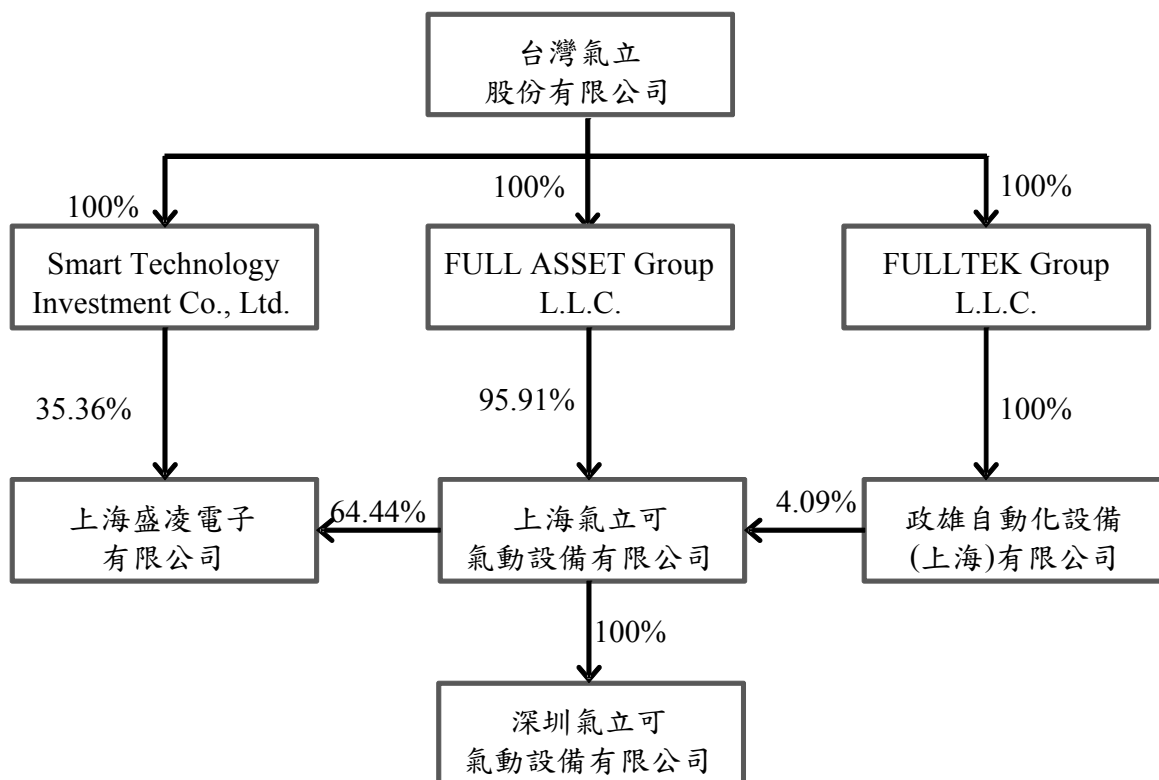 台灣氣立
股份有限公司
100%
100%
100%
Smart Technology
Investment Co., Ltd.
FULL ASSET Group
L.L.C.
FULLTEK Group
L.L.C.
35.36%
95.91%
100%
上海盛凌電子
有限公司
64.44%
上海氣立可
氣動設備有限公司
4.09%
政雄自動化設備
(上海)有限公司
100%
深圳氣立可
氣動設備有限公司